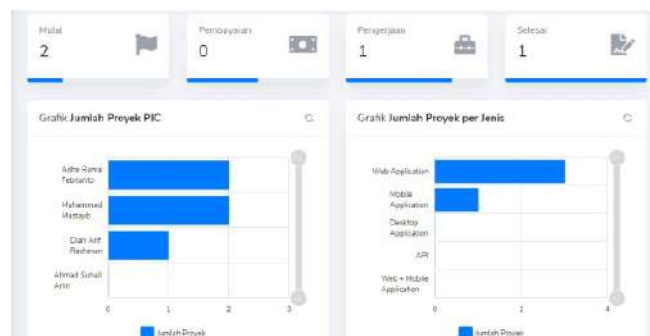 Mulai
2
Pembayaran
0
Pengerjaan
1
Selesai
1
Grafik Jumlah Proyek PIC
Adhe Rama
Febrianto
Muhammad
Mustajib
Dian Arif
Rachman
Ahmad Suhail
Amri
0 1 2 3
Jumlah Proyek
Grafik Jumlah Proyek per Jenis
Web Application
Mobile
Application
Desktop
Application
API
Web + Mobile
Application
0 2 4
Jumlah Proyek